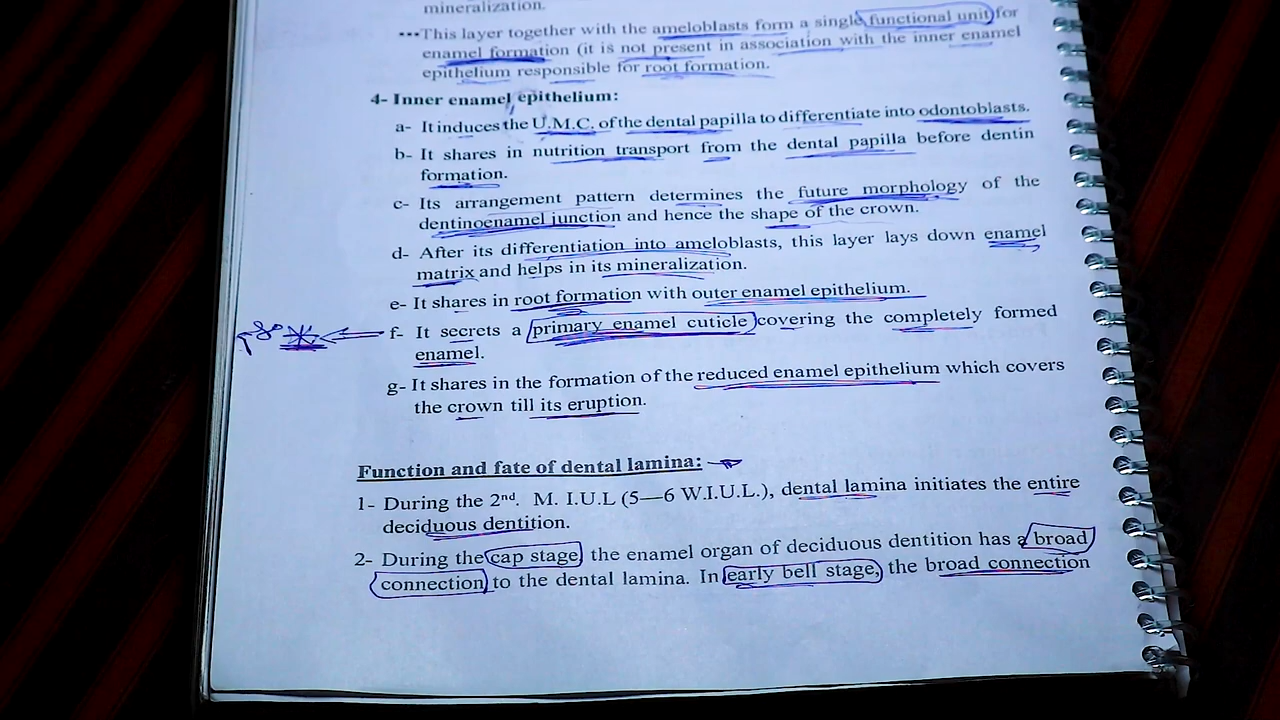 mineralization.
---This layer together with the ameloblasts form a single functional unit for
enamel formation (it is not present in association with the inner enamel
epithelium responsible for root formation.
4- Inner enamel epithelium:
a- It induces the U.M.C. of the dental papilla to differentiate into odontoblasts.
b- It shares in nutrition transport from the dental papilla before dentin
formation.
c- Its arrangement pattern determines the future morphology of the
dentinoenamel junction and hence the shape of the crown.
d- After its differentiation into ameloblasts, this layer lays down enamel
matrix and helps in its mineralization.
e- It shares in root formation with outer enamel epithelium.
f- It secrets a primary enamel cuticle covering the completely formed
enamel.
g- It shares in the formation of the reduced enamel epithelium which covers
the crown till its eruption.
Function and fate of dental lamina:
1- During the 2nd. M. I.U.L (5—6 W.I.U.L.), dental lamina initiates the entire
deciduous dentition.
2- During the cap stage, the enamel organ of deciduous dentition has a broad
connection to the dental lamina. In early bell stage, the broad connection